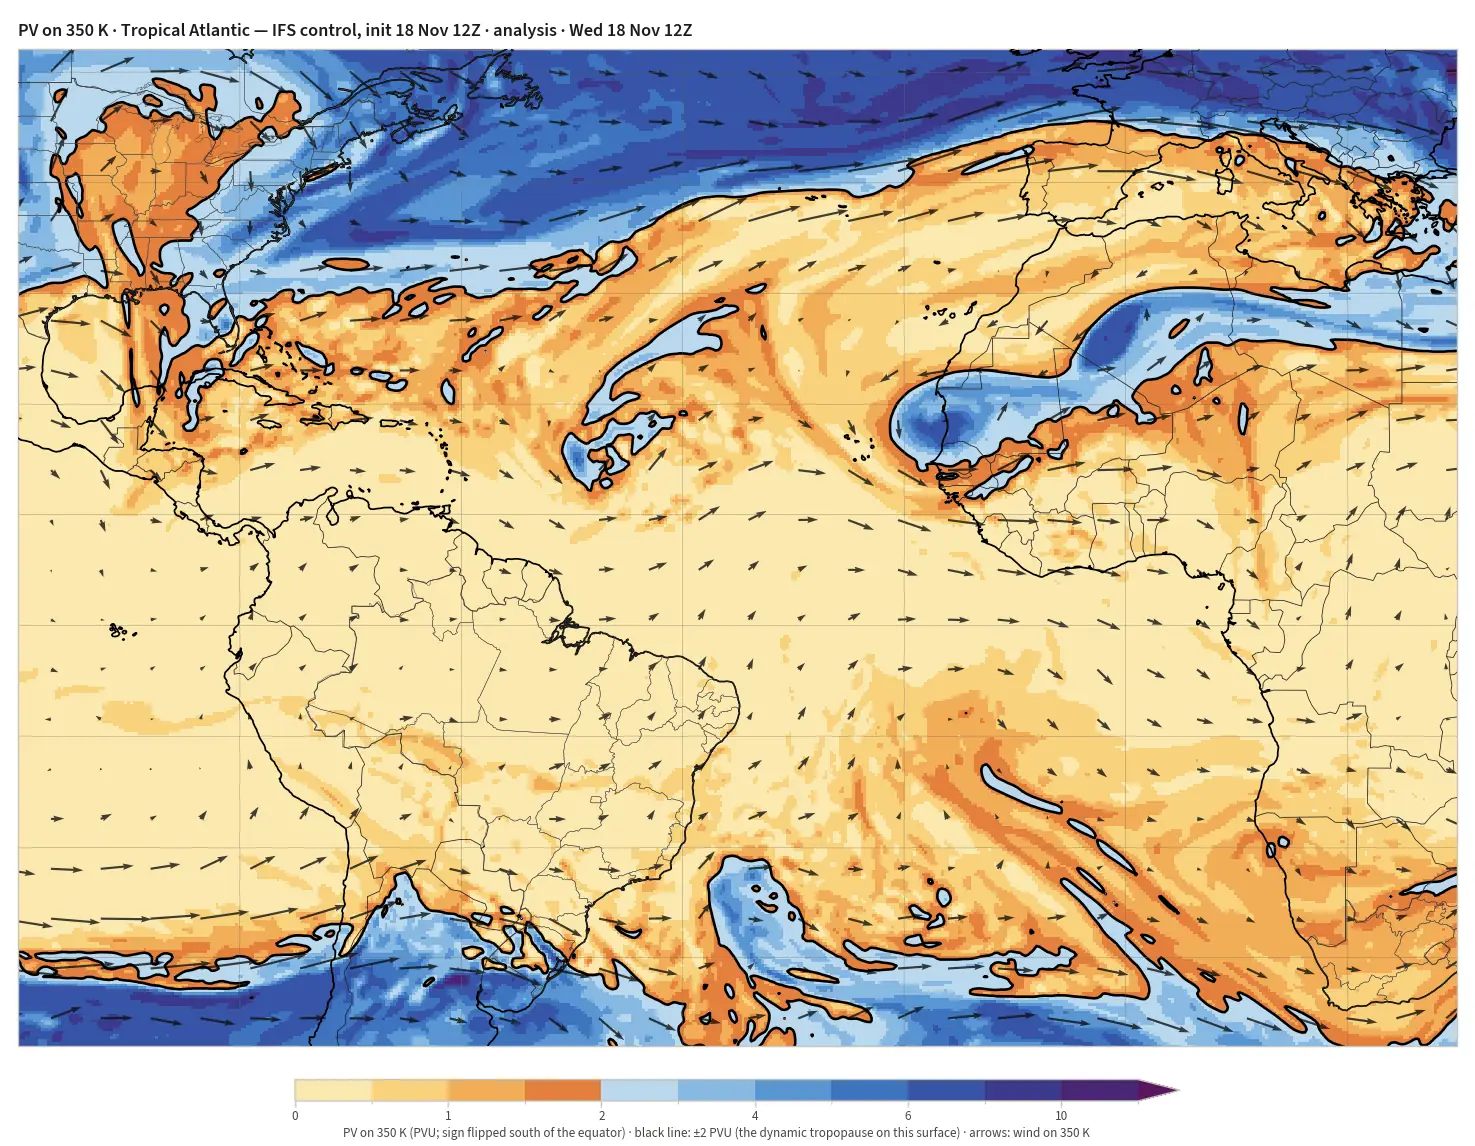 PV on 350 K · Tropical Atlantic — IFS control, init 18 Nov 12Z · analysis · Wed 18 Nov 12Z
0 1 2 4 6 10
PV on 350 K (PVU; sign flipped south of the equator) · black line: ±2 PVU (the dynamic tropopause on this surface) · arrows: wind on 350 K